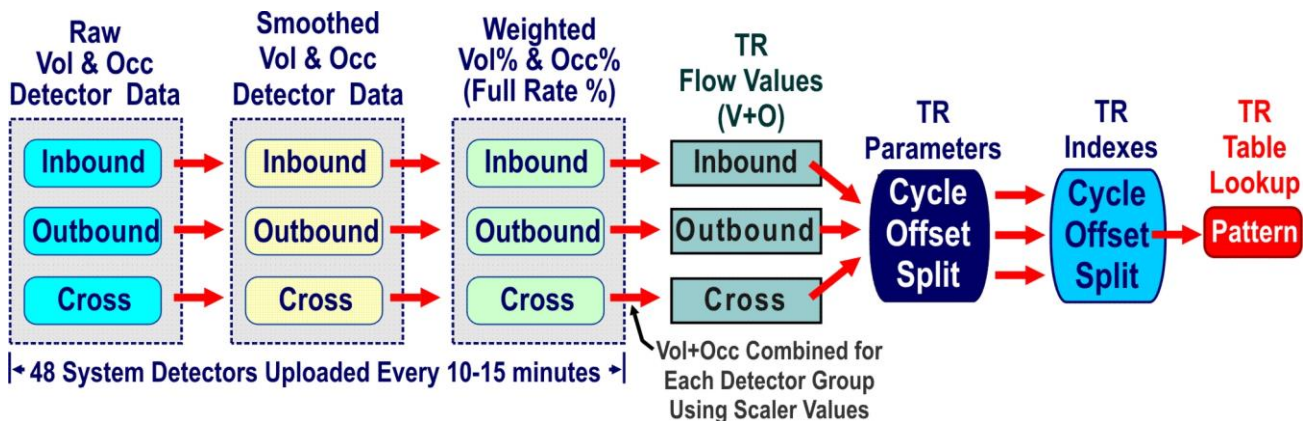 Raw
Vol & Occ
Detector Data
Inbound
Outbound
Cross
Smoothed
Vol & Occ
Detector Data
Inbound
Outbound
Cross
Weighted
Vol% & Occ%
(Full Rate %)
Inbound
Outbound
Cross
48 System Detectors Uploaded Every 10-15 minutes
TR
Flow Values
(V+O)
Inbound
Outbound
Cross
Vol+Occ Combined for
Each Detector Group
Using Scaler Values
TR
Parameters
Cycle
Offset
Split
TR
Indexes
Cycle
Offset
Split
TR
Table
Lookup
Pattern